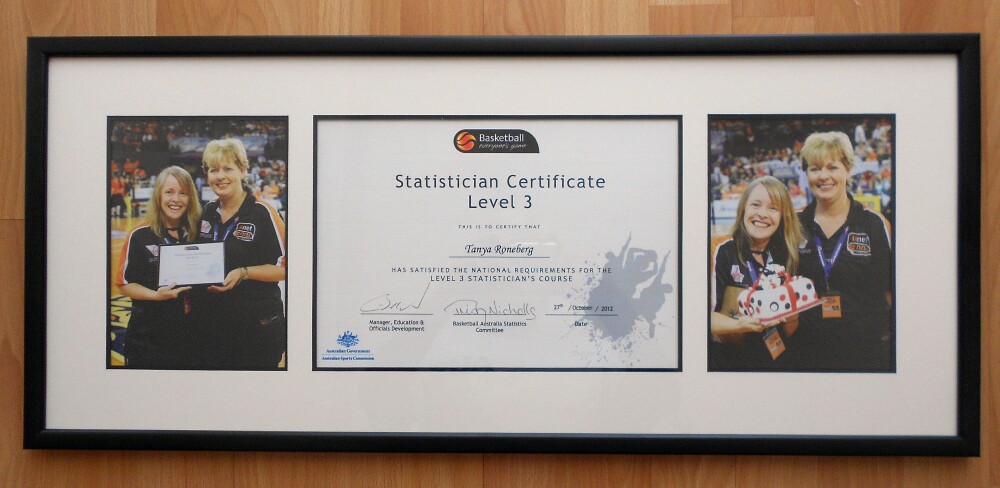 Basketball
everyone's game
Statistician Certificate
Level 3
THIS IS TO CERTIFY THAT
Tanya Roneberg
HAS SATISFIED THE NATIONAL REQUIREMENTS FOR THE
LEVEL 3 STATISTICIAN'S COURSE
Trish Nicholls
27th / October / 2012
Manager, Education &
Officials Development
Basketball Australia Statistics
Committee
Date
Australian Government
Australian Sports Commission